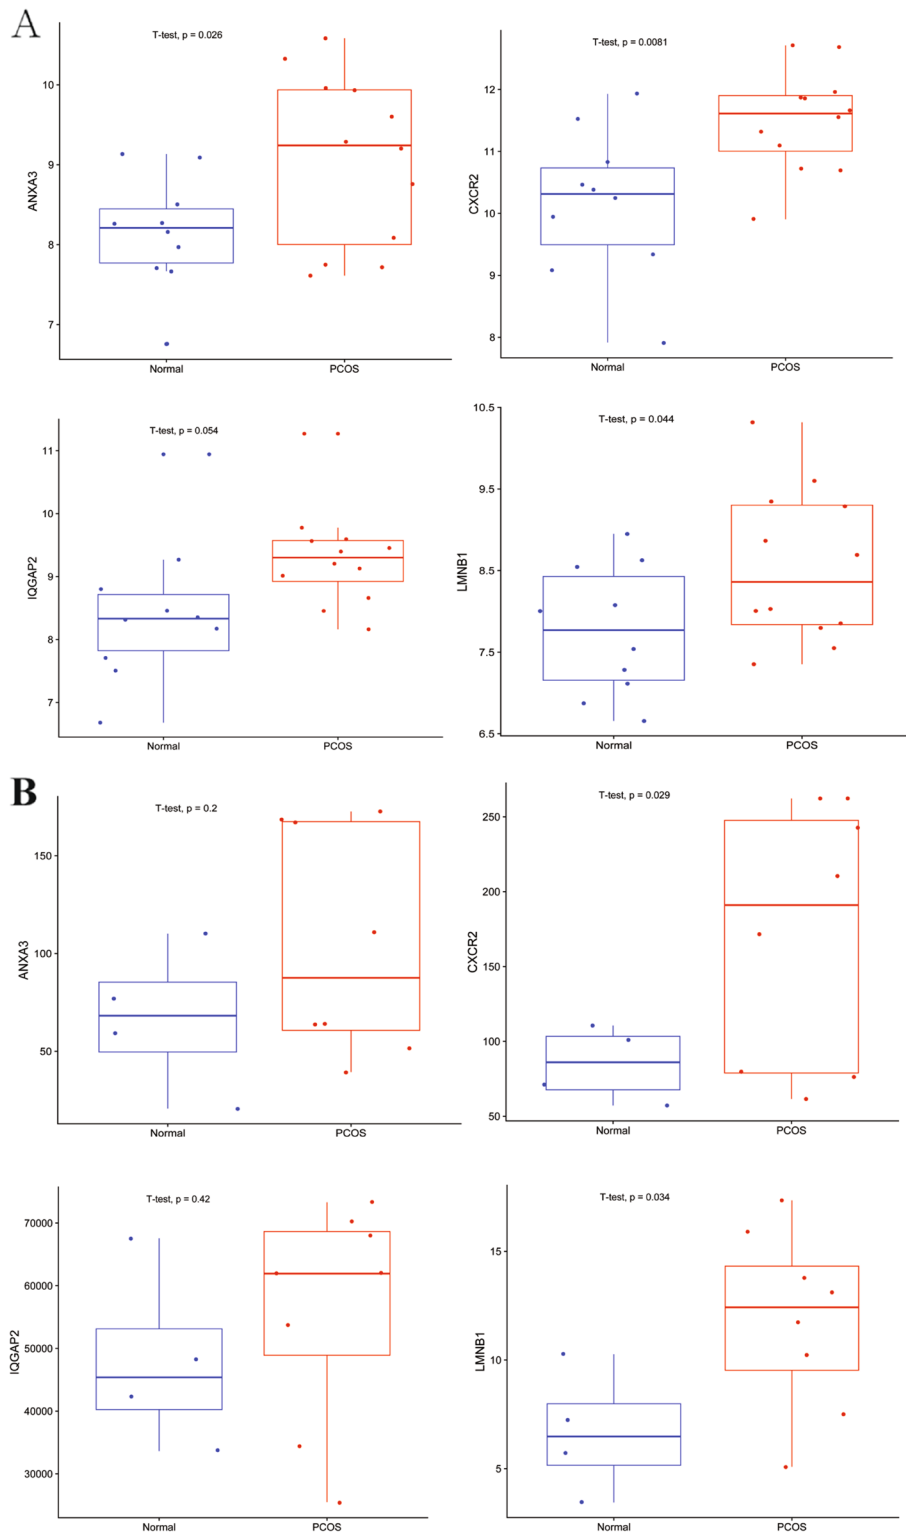 A
T-test, p = 0.026
ANXA3
10
9
8
7
Normal PCOS
T-test, p = 0.0081
CXCR2
12
11
10
9
8
Normal PCOS
T-test, p = 0.054
IQGAP2
11
10
9
8
7
Normal PCOS
T-test, p = 0.044
LMNB1
10.5
9.5
8.5
7.5
6.5
Normal PCOS
B
T-test, p = 0.2
ANXA3
150
100
50
Normal PCOS
T-test, p = 0.029
CXCR2
250
200
150
100
50
Normal PCOS
T-test, p = 0.42
IQGAP2
70000
60000
50000
40000
30000
Normal PCOS
T-test, p = 0.034
LMNB1
15
10
5
Normal PCOS